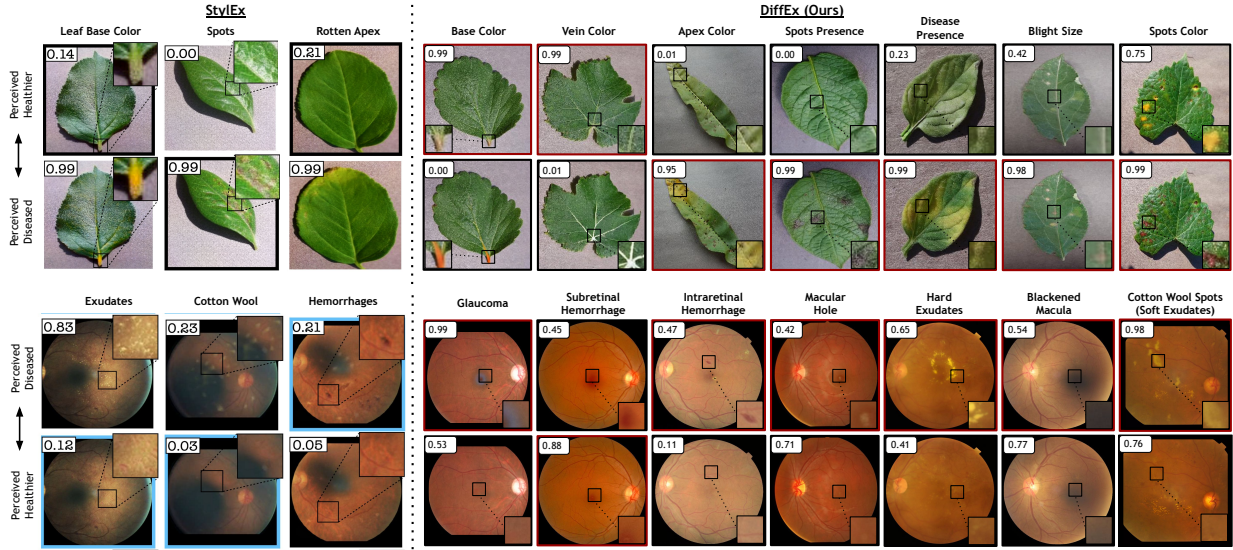 StylEx
DiffEx (Ours)
Leaf Base Color
Spots
Rotten Apex
Base Color
Vein Color
Apex Color
Spots Presence
Disease
Presence
Blight Size
Spots Color
Perceived
Healthier
0.14
0.00
0.21
0.99
0.99
0.01
0.00
0.23
0.42
0.75
Perceived
Diseased
0.99
0.99
0.99
0.00
0.01
0.95
0.99
0.99
0.98
0.99
Exudates
Cotton Wool
Hemorrhages
Glaucoma
Subretinal
Hemorrhage
Intraretinal
Hemorrhage
Macular
Hole
Hard
Exudates
Blackened
Macula
Cotton Wool Spots
(Soft Exudates)
Perceived
Diseased
0.83
0.23
0.21
0.99
0.45
0.47
0.42
0.65
0.54
0.98
Perceived
Healthier
0.12
0.03
0.05
0.53
0.88
0.11
0.71
0.41
0.77
0.76